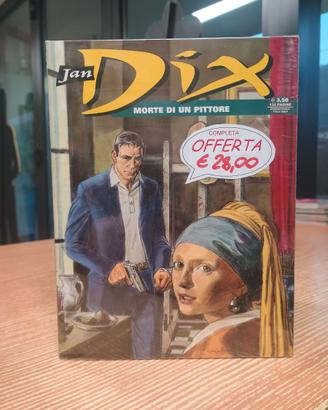 Jan
Dix
MORTE DI UN PITTORE
€ 3,50
COMPLETA
OFFERTA
€ 28,00